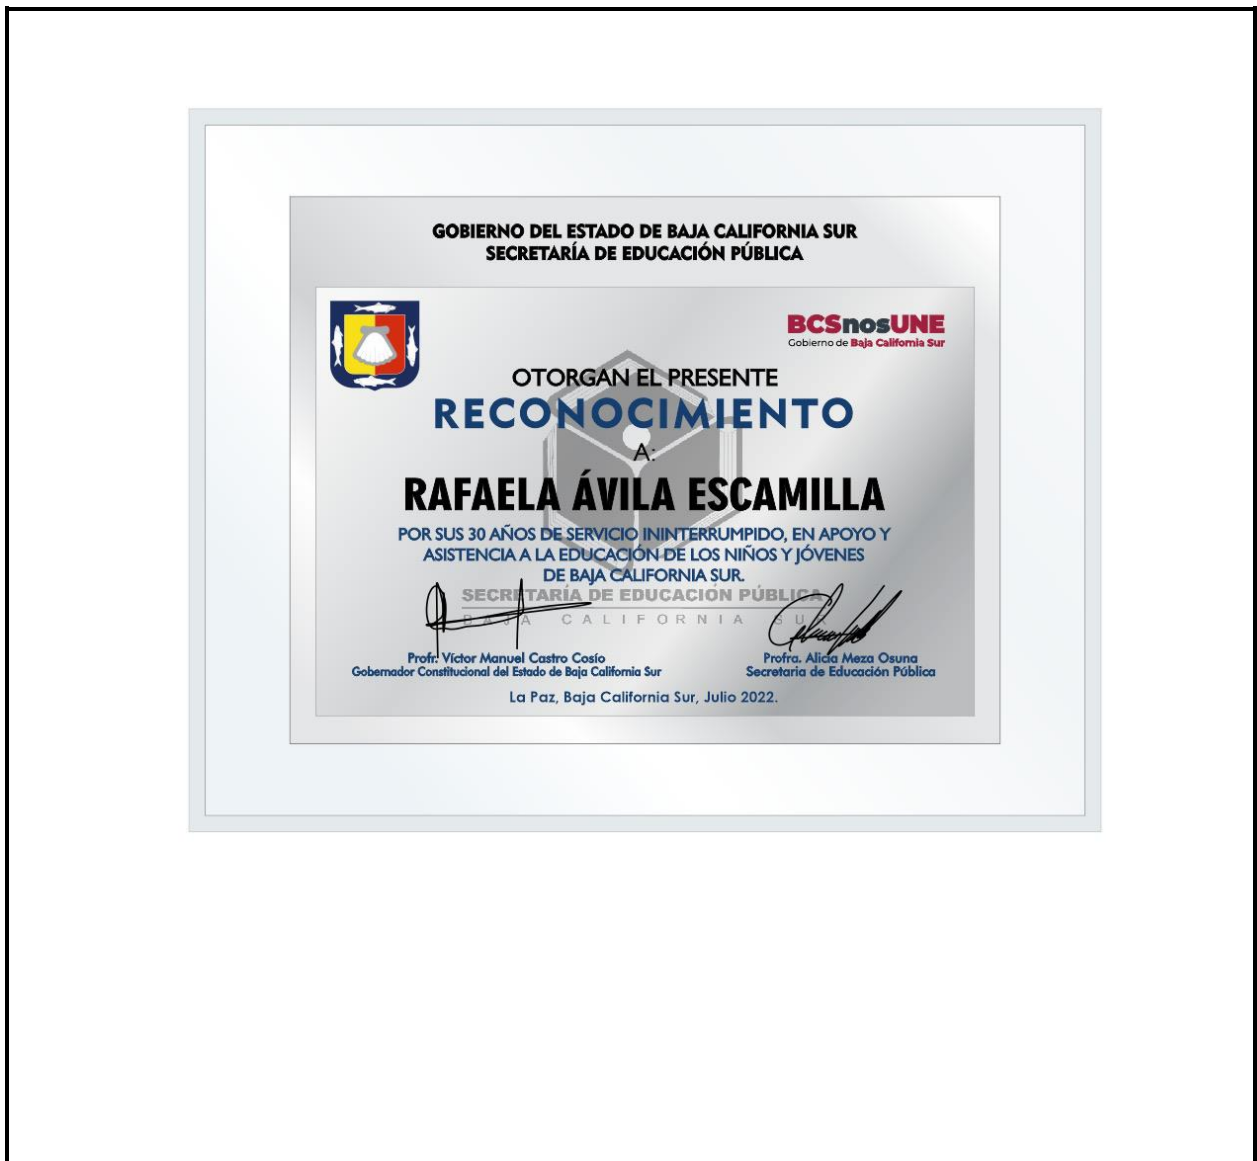 GOBIERNO DEL ESTADO DE BAJA CALIFORNIA SUR
SECRETARÍA DE EDUCACIÓN PÚBLICA
BCSnosUNE
Gobierno de Baja California Sur
OTORGAN EL PRESENTE
RECONOCIMIENTO
A:
RAFAELA ÁVILA ESCAMILLA
POR SUS 30 AÑOS DE SERVICIO ININTERRUMPIDO, EN APOYO Y
ASISTENCIA A LA EDUCACIÓN DE LOS NIÑOS Y JÓVENES
DE BAJA CALIFORNIA SUR.
SECRETARÍA DE EDUCACIÓN PÚBLICA
BAJA CALIFORNIA SUR
Profr. Víctor Manuel Castro Cosío
Gobernador Constitucional del Estado de Baja California Sur
Profra. Alicia Meza Osuna
Secretaria de Educación Pública
La Paz, Baja California Sur, Julio 2022.